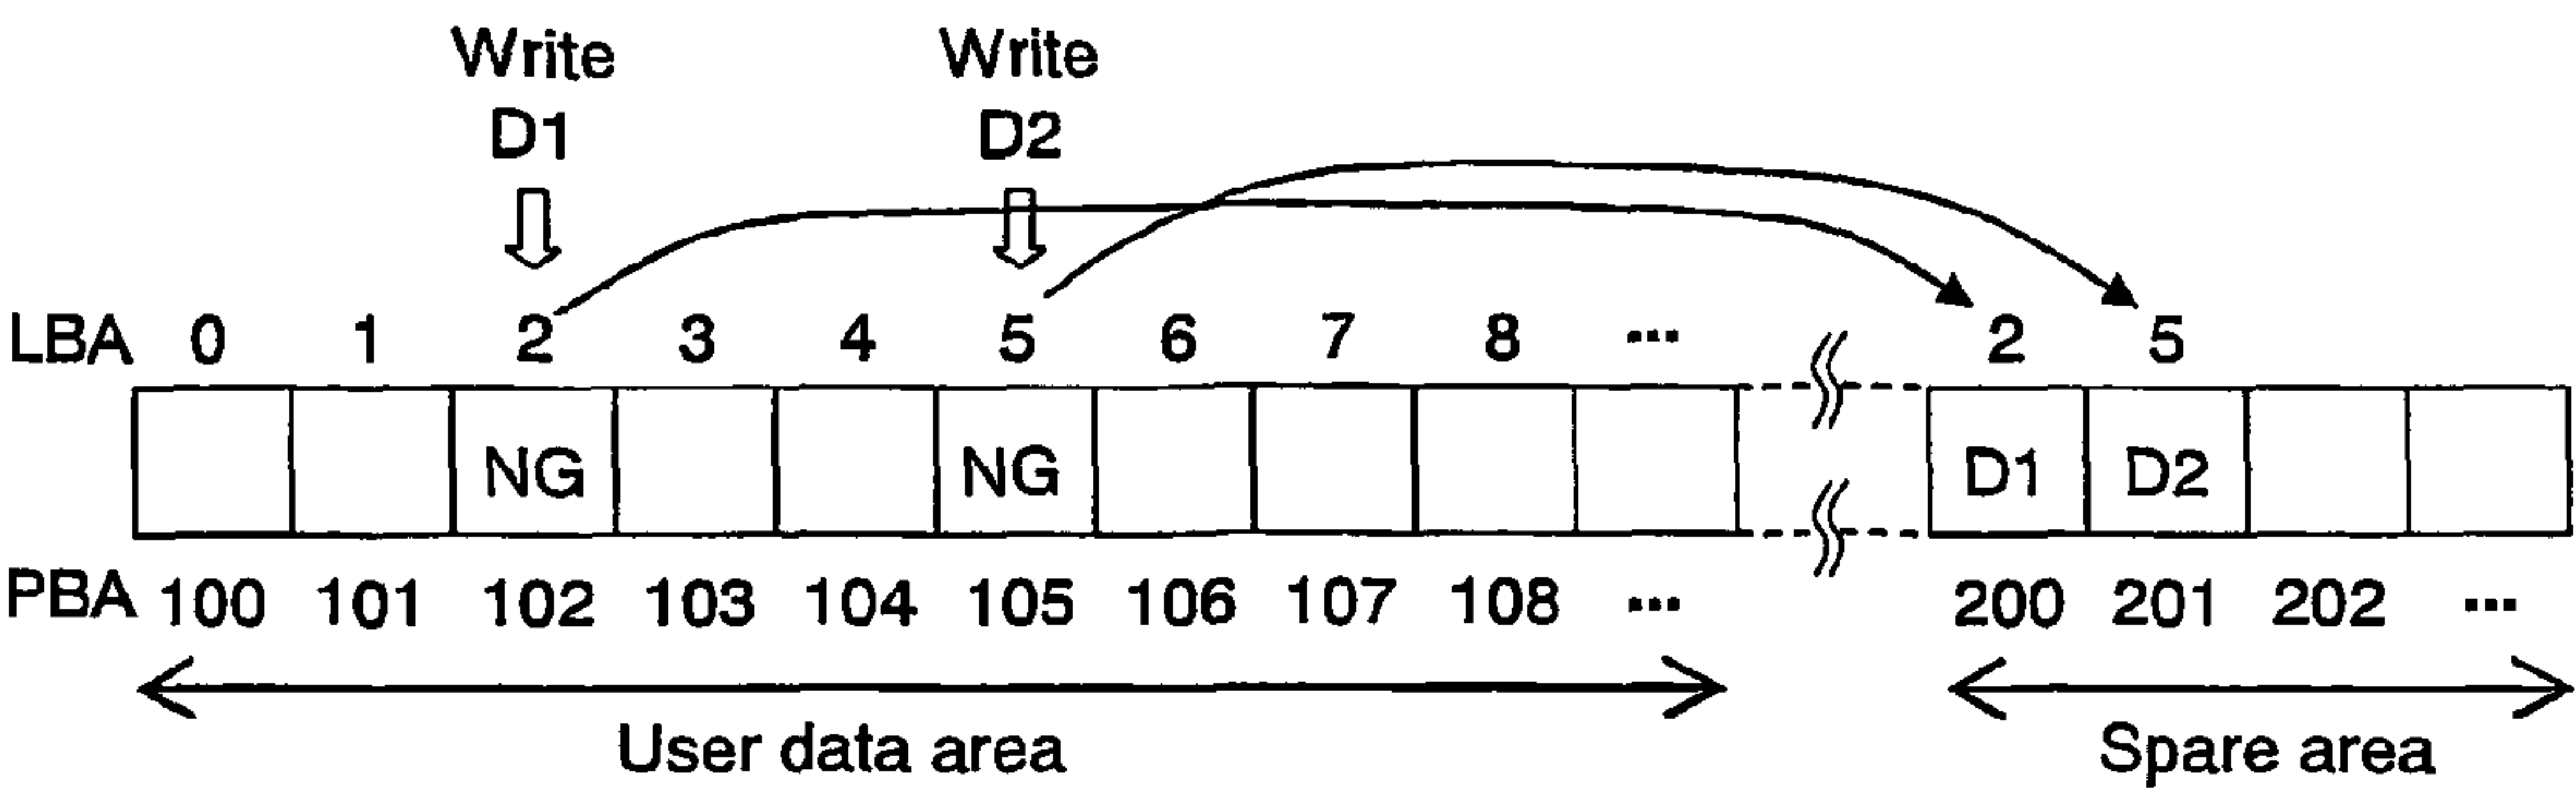 Write Write
D1 D2
LBA 0 1 2 3 4 5 6 7 8 ... 2 5
NG NG D1 D2
PBA 100 101 102 103 104 105 106 107 108 ... 200 201 202 ...
User data area Spare area